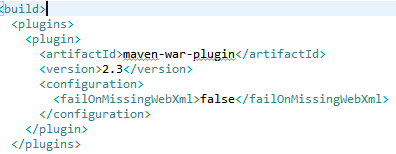 <build>
<plugins>
<plugin>
<artifactId>maven-war-plugin</artifactId>
<version>2.3</version>
<configuration>
<failOnMissingWebXml>false</failOnMissingWebXml>
</configuration>
</plugin>
</plugins>